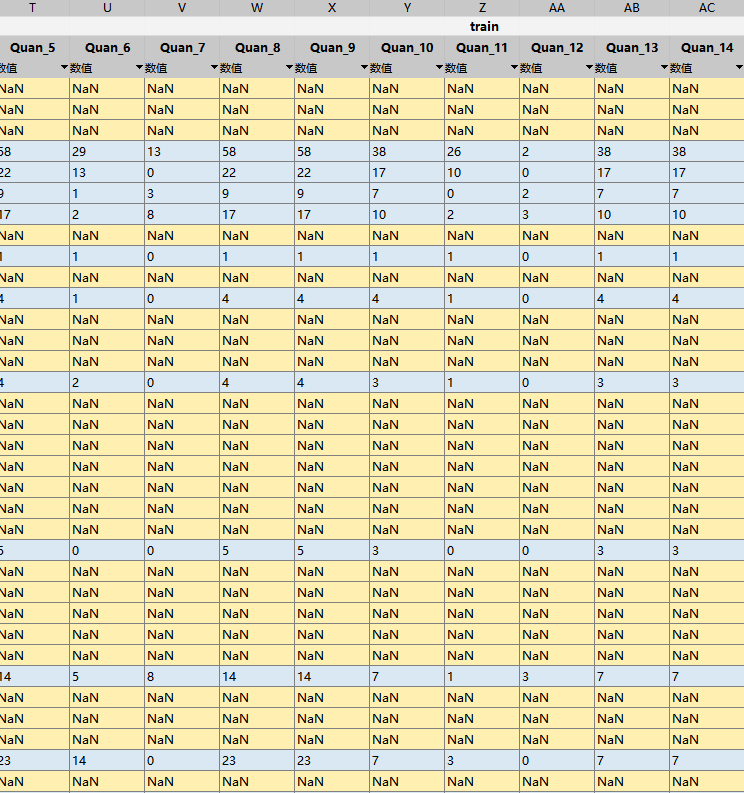 T U V W X Y Z AA AB AC
train
Quan_5 Quan_6 Quan_7 Quan_8 Quan_9 Quan_10 Quan_11 Quan_12 Quan_13 Quan_14
数值 数值 数值 数值 数值 数值 数值 数值 数值 数值
NaN NaN NaN NaN NaN NaN NaN NaN NaN NaN
NaN NaN NaN NaN NaN NaN NaN NaN NaN NaN
NaN NaN NaN NaN NaN NaN NaN NaN NaN NaN
58 29 13 58 58 38 26 2 38 38
22 13 0 22 22 17 10 0 17 17
9 1 3 9 9 7 0 2 7 7
17 2 8 17 17 10 2 3 10 10
NaN NaN NaN NaN NaN NaN NaN NaN NaN NaN
1 1 0 1 1 1 1 0 1 1
NaN NaN NaN NaN NaN NaN NaN NaN NaN NaN
4 1 0 4 4 4 1 0 4 4
NaN NaN NaN NaN NaN NaN NaN NaN NaN NaN
NaN NaN NaN NaN NaN NaN NaN NaN NaN NaN
NaN NaN NaN NaN NaN NaN NaN NaN NaN NaN
4 2 0 4 4 3 1 0 3 3
NaN NaN NaN NaN NaN NaN NaN NaN NaN NaN
NaN NaN NaN NaN NaN NaN NaN NaN NaN NaN
NaN NaN NaN NaN NaN NaN NaN NaN NaN NaN
NaN NaN NaN NaN NaN NaN NaN NaN NaN NaN
NaN NaN NaN NaN NaN NaN NaN NaN NaN NaN
NaN NaN NaN NaN NaN NaN NaN NaN NaN NaN
NaN NaN NaN NaN NaN NaN NaN NaN NaN NaN
5 0 0 5 5 3 0 0 3 3
NaN NaN NaN NaN NaN NaN NaN NaN NaN NaN
NaN NaN NaN NaN NaN NaN NaN NaN NaN NaN
NaN NaN NaN NaN NaN NaN NaN NaN NaN NaN
NaN NaN NaN NaN NaN NaN NaN NaN NaN NaN
NaN NaN NaN NaN NaN NaN NaN NaN NaN NaN
14 5 8 14 14 7 1 3 7 7
NaN NaN NaN NaN NaN NaN NaN NaN NaN NaN
NaN NaN NaN NaN NaN NaN NaN NaN NaN NaN
NaN NaN NaN NaN NaN NaN NaN NaN NaN NaN
23 14 0 23 23 7 3 0 7 7
NaN NaN NaN NaN NaN NaN NaN NaN NaN NaN